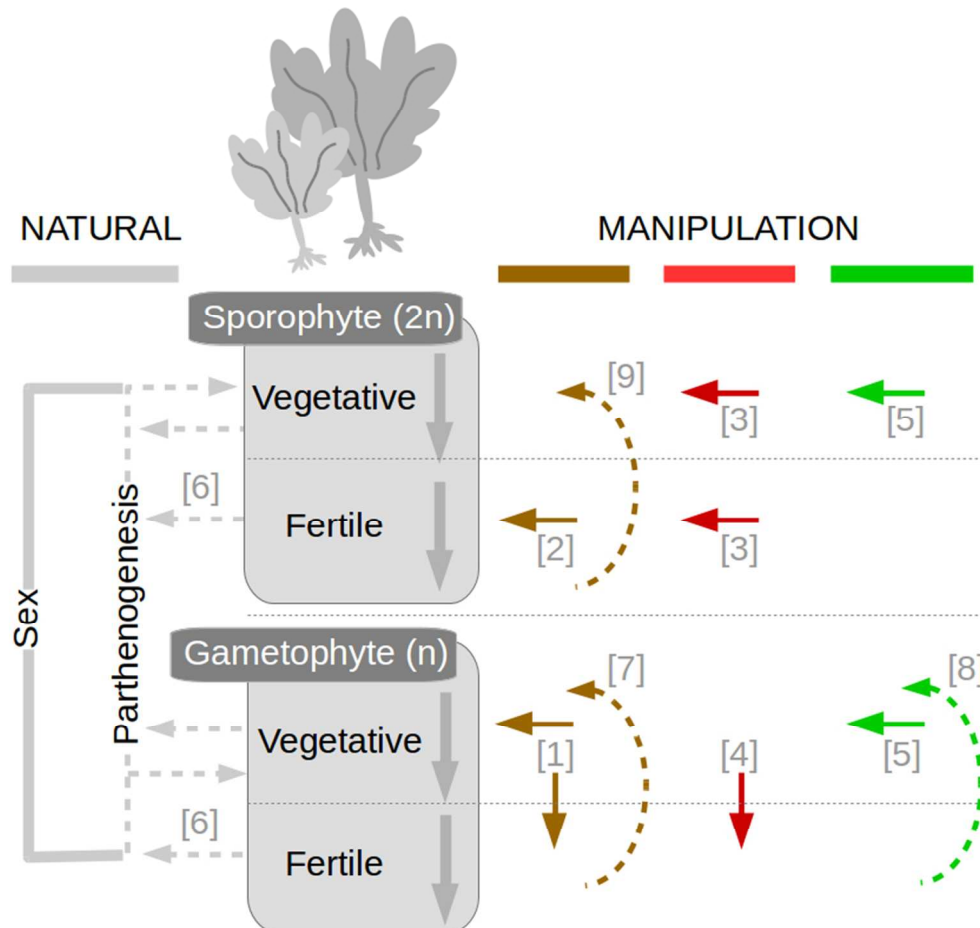 NATURAL
MANIPULATION
Sporophyte (2n)
Vegetative
[9]
[3]
[5]
[6]
Fertile
[2]
[3]
Sex
Parthenogenesis
Gametophyte (n)
[7]
[8]
Vegetative
[1]
[4]
[5]
[6]
Fertile